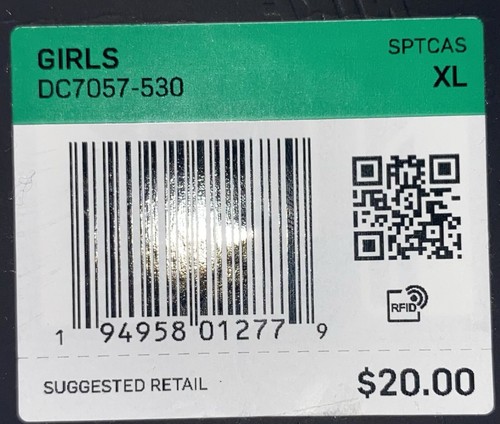 GIRLS
SPTCAS
DC7057-530
XL
1 94958 01277 9
RFID
SUGGESTED RETAIL
$20.00